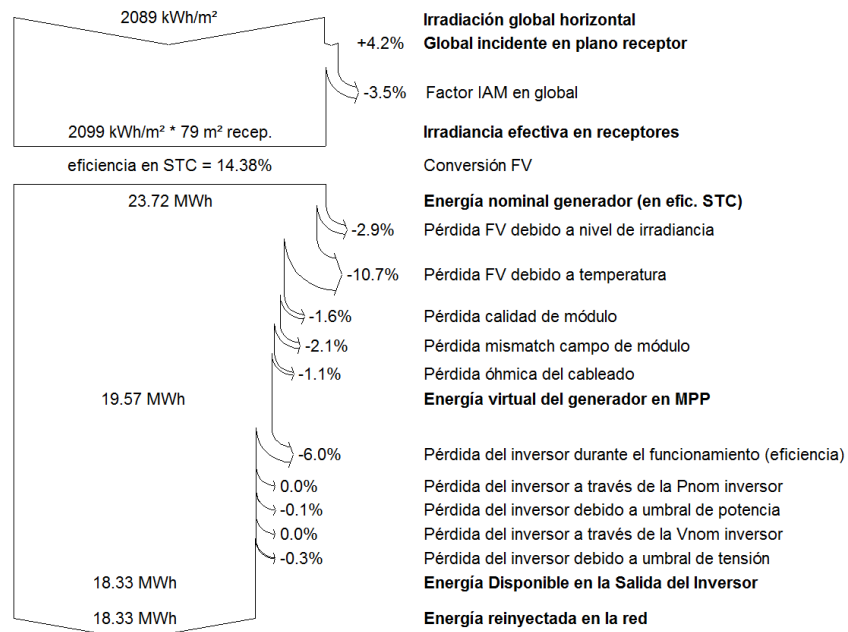 2089 kWh/m² Irradiación global horizontal
+4.2% Global incidente en plano receptor
-3.5% Factor IAM en global
2099 kWh/m² * 79 m² recep. Irradiancia efectiva en receptores
eficiencia en STC = 14.38% Conversión FV
23.72 MWh Energía nominal generador (en efic. STC)
-2.9% Pérdida FV debido a nivel de irradiancia
-10.7% Pérdida FV debido a temperatura
-1.6% Pérdida calidad de módulo
-2.1% Pérdida mismatch campo de módulo
-1.1% Pérdida óhmica del cableado
19.57 MWh Energía virtual del generador en MPP
-6.0% Pérdida del inversor durante el funcionamiento (eficiencia)
0.0% Pérdida del inversor a través de la Pnom inversor
-0.1% Pérdida del inversor debido a umbral de potencia
0.0% Pérdida del inversor a través de la Vnom inversor
-0.3% Pérdida del inversor debido a umbral de tensión
18.33 MWh Energía Disponible en la Salida del Inversor
18.33 MWh Energía reinyectada en la red